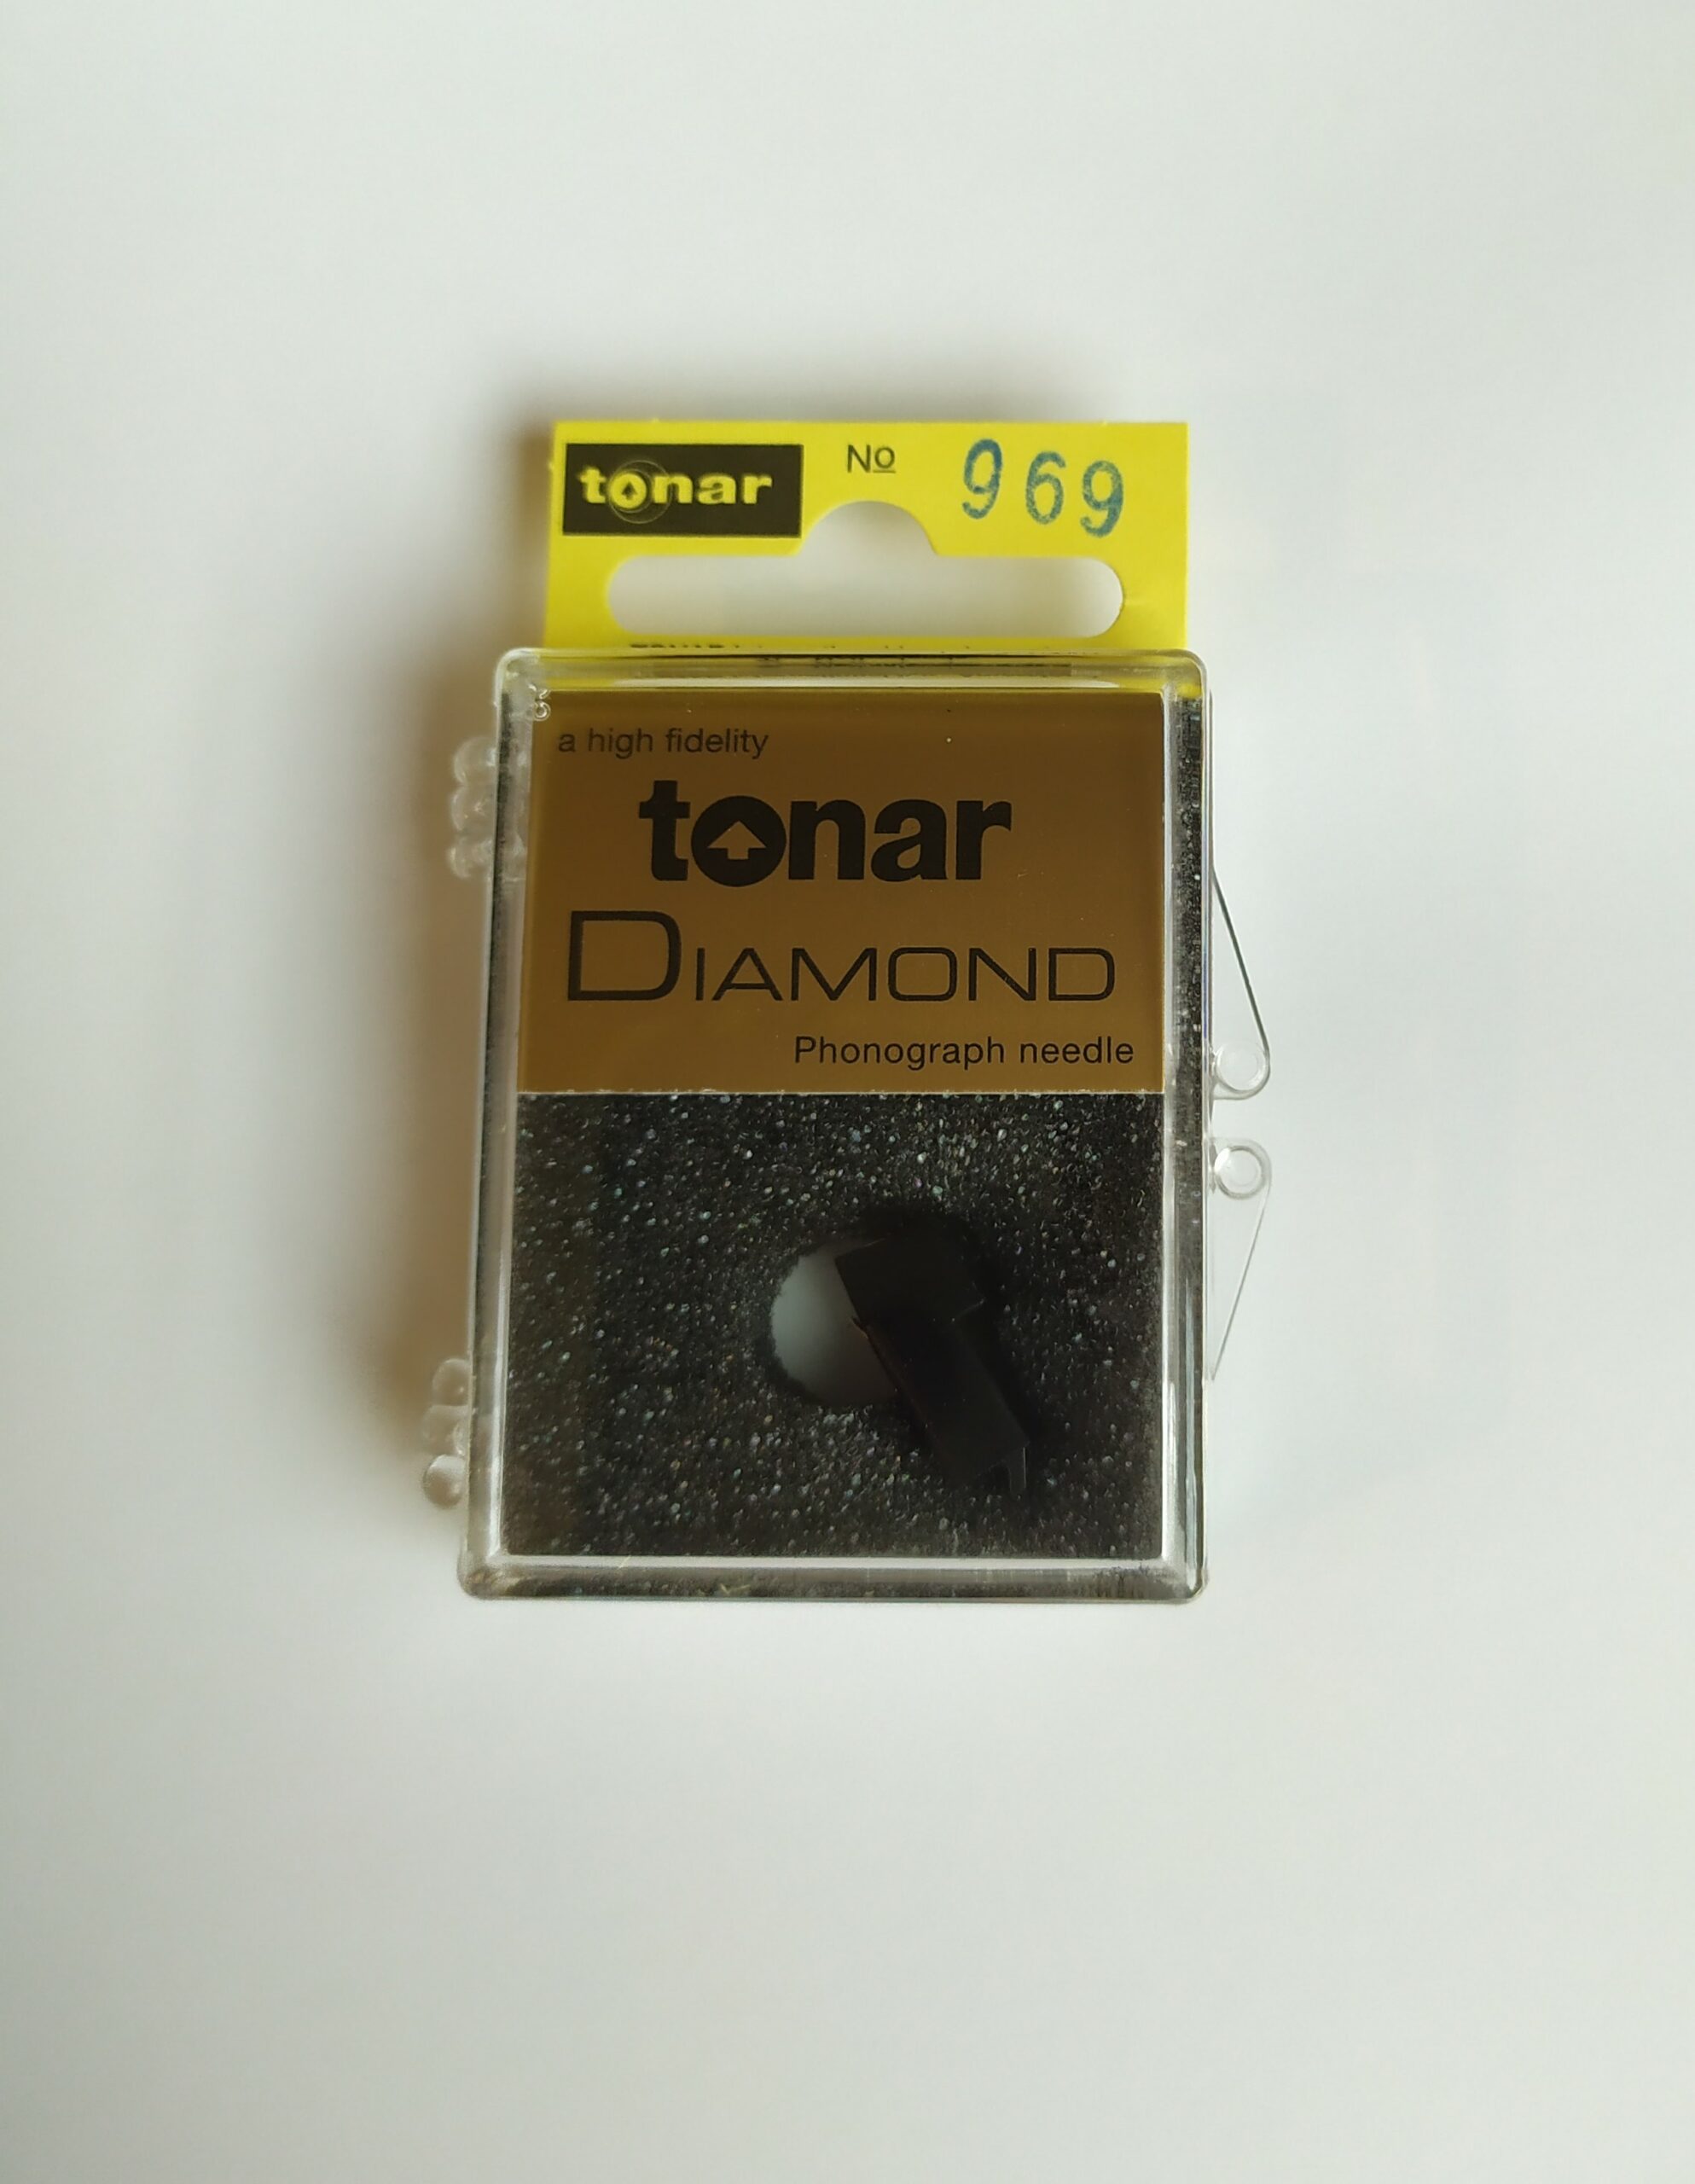 tonar
No 969
a high fidelity
tonar
DIAMOND
Phonograph needle